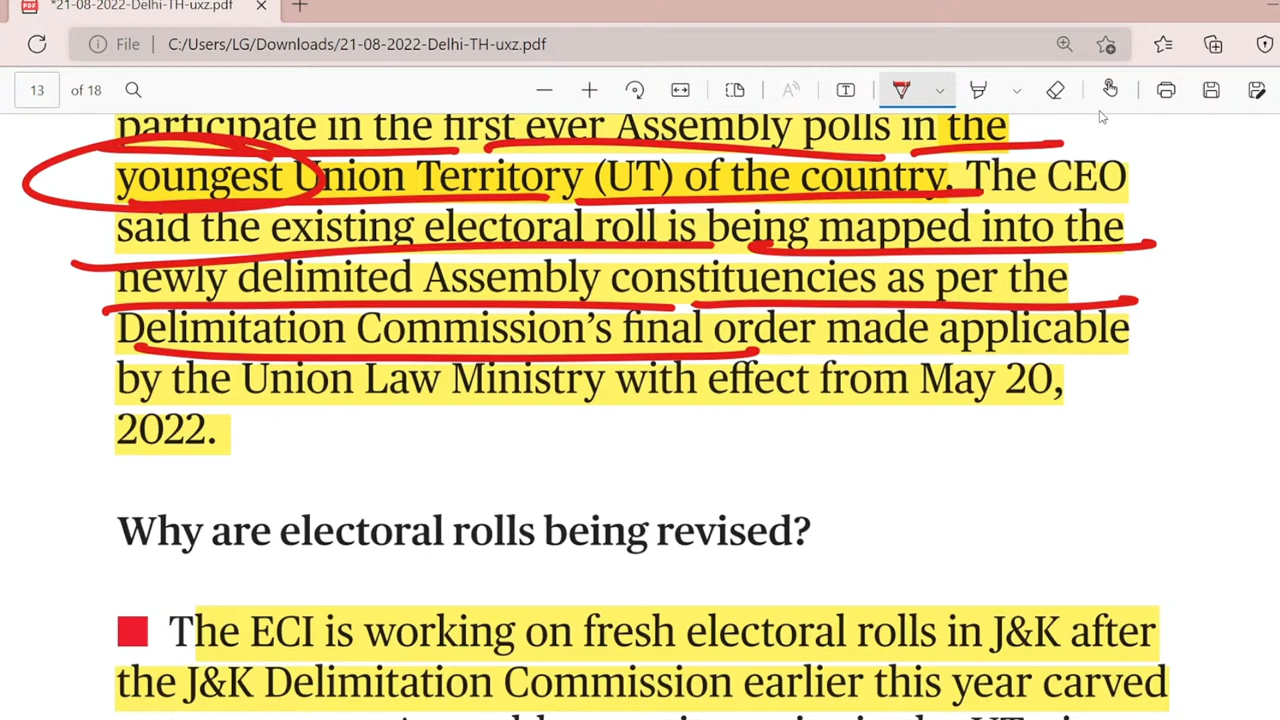 *21-08-2022-Delhi-TH-uxz.pdf
File C:/Users/LG/Downloads/21-08-2022-Delhi-TH-uxz.pdf
13 of 18
participate in the first ever Assembly polls in the
youngest Union Territory (UT) of the country. The CEO
said the existing electoral roll is being mapped into the
newly delimited Assembly constituencies as per the
Delimitation Commission’s final order made applicable
by the Union Law Ministry with effect from May 20,
2022.
Why are electoral rolls being revised?
The ECI is working on fresh electoral rolls in J&K after
the J&K Delimitation Commission earlier this year carved